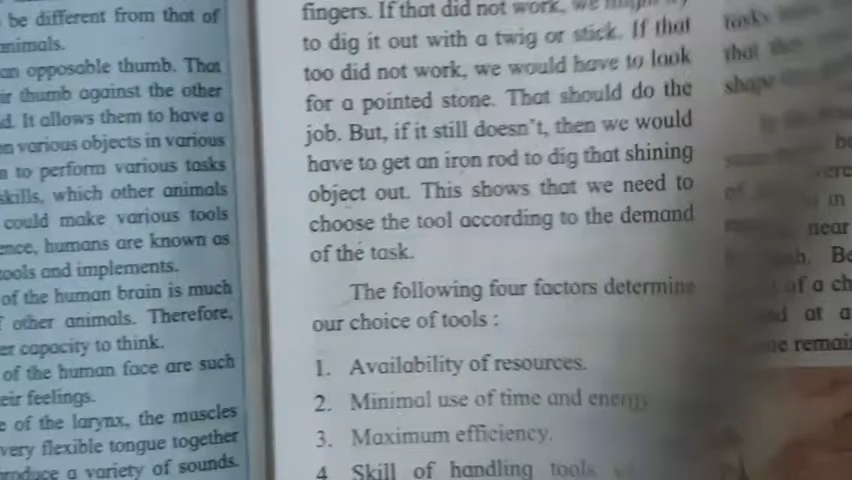 be different from that of
animals.
an opposable thumb. That
thumb against the other
It allows them to have a
various objects in various
to perform various tasks
skills, which other animals
could make various tools
humans are known as
tools and implements.
of the human brain is much
other animals. Therefore,
capacity to think.
of the human face are such
feelings.
of the larynx, the muscles
very flexible tongue together
produce a variety of sounds.
fingers. If that did not work, we
to dig it out with a twig or stick. If that
too did not work, we would have to look
for a pointed stone. That should do the
job. But, if it still doesn't, then we would
have to get an iron rod to dig that shining
object out. This shows that we need to
choose the tool according to the demand
of the task.
The following four factors determine
our choice of tools :
1. Availability of resources.
2. Minimal use of time and energy
3. Maximum efficiency.
4 Skill of handling tools
tasks
that
shape
in
near
of a ch
at a
remai